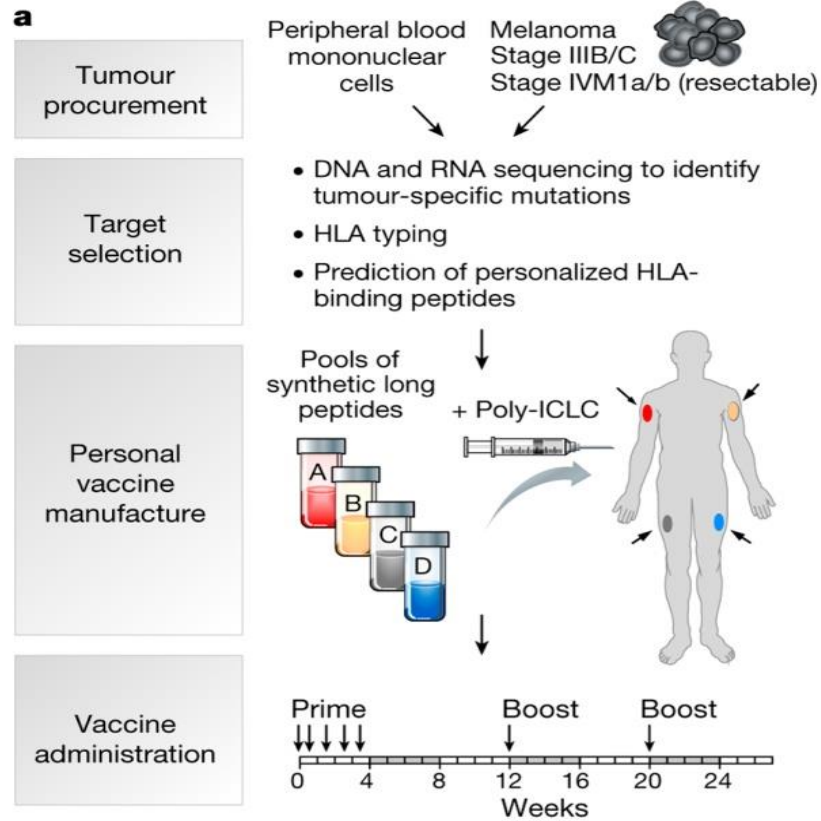 a
Tumour
procurement
Peripheral blood
mononuclear
cells
Melanoma
Stage IIIB/C
Stage IVM1a/b (resectable)
Target
selection
• DNA and RNA sequencing to identify
tumour-specific mutations
• HLA typing
• Prediction of personalized HLA-
binding peptides
Personal
vaccine
manufacture
Pools of
synthetic long
peptides
+ Poly-ICLC
A
B
C
D
Vaccine
administration
Prime
Boost
Boost
0 4 8 12 16 20 24
Weeks